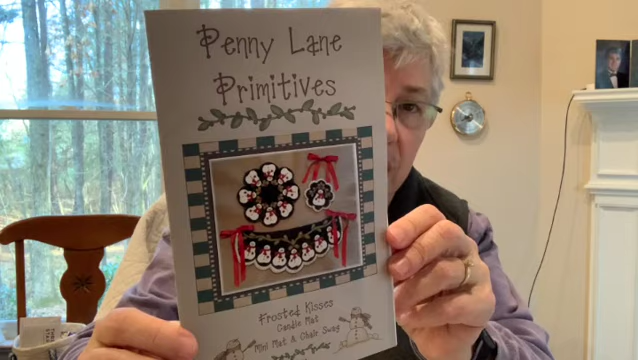 Penny Lane
Primitives
Frosted Kisses
Candle Mat
Mini Mat & Chair Swag